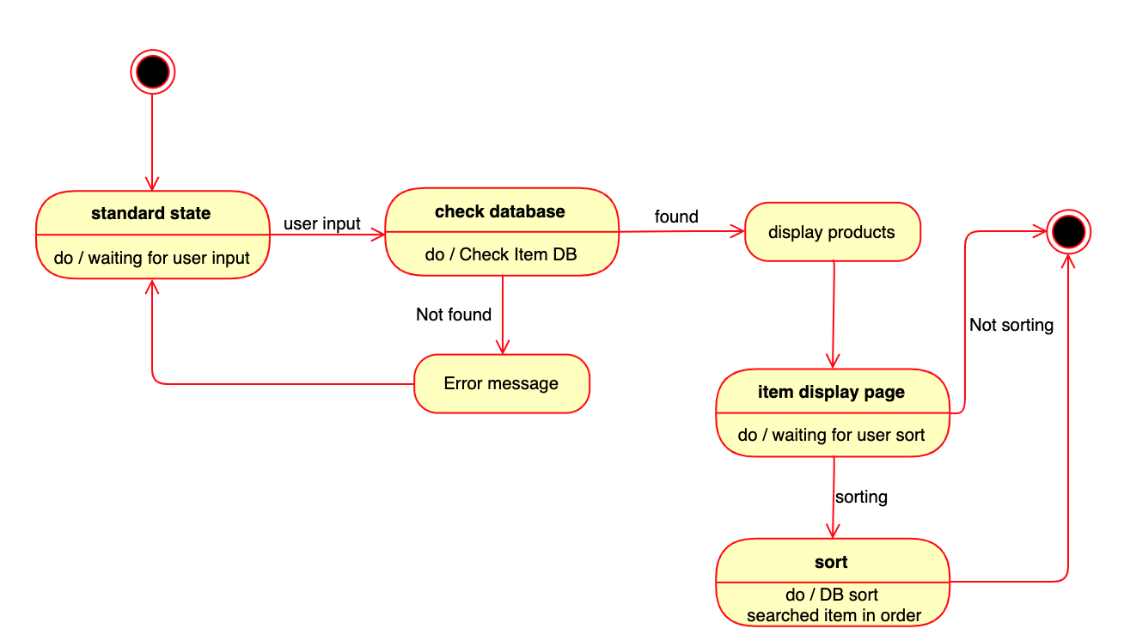 standard state
do / waiting for user input
user input
check database
do / Check Item DB
found
display products
Not found
Error message
Not sorting
item display page
do / waiting for user sort
sorting
sort
do / DB sort
searched item in order